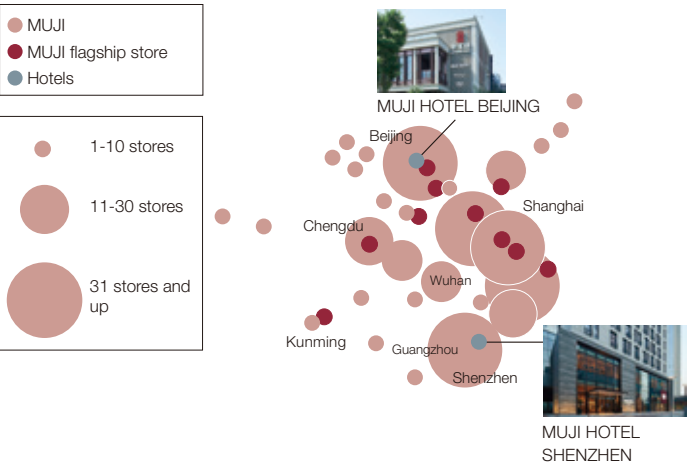 MUJI
MUJI flagship store
Hotels
1-10 stores
11-30 stores
31 stores and
up
MUJI HOTEL BEIJING
Beijing
Shanghai
Chengdu
Wuhan
Kunming
Guangzhou
Shenzhen
MUJI HOTEL
SHENZHEN